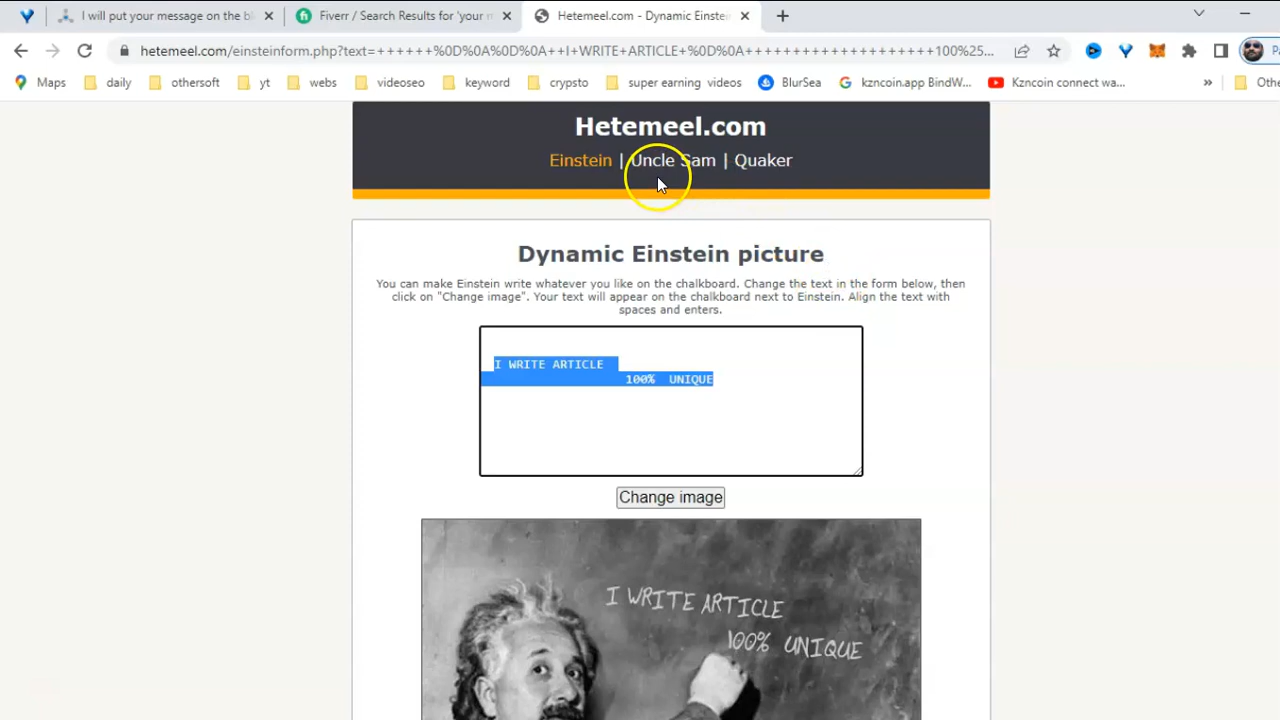 I will put your message on the bl
Fiverr / Search Results for 'your m
Hetemeel.com - Dynamic Einstei
hetemeel.com/einsteinform.php?text=++++++%0D%0A%0D%0A++I+WRITE+ARTICLE+%0D%0A++++++++++++++++++++100%25...
Maps daily othersoft yt webs videoseo keyword crypsto super earning videos BlurSea kzncoin.app BindW... Kzncoin connect wa... » Othe
Hetemeel.com
Einstein | Uncle Sam | Quaker
Dynamic Einstein picture
You can make Einstein write whatever you like on the chalkboard. Change the text in the form below, then
click on "Change image". Your text will appear on the chalkboard next to Einstein. Align the text with
spaces and enters.
I WRITE ARTICLE
100% UNIQUE
Change image
I WRITE ARTICLE
100% UNIQUE